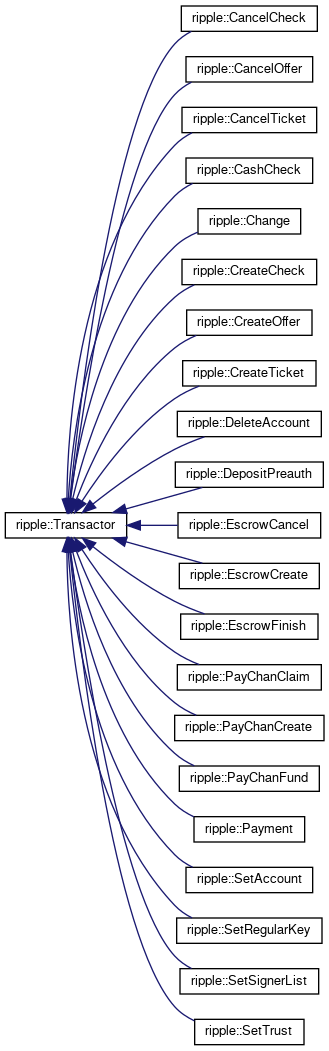 ripple::CancelCheck
ripple::CancelOffer
ripple::CancelTicket
ripple::CashCheck
ripple::Change
ripple::CreateCheck
ripple::CreateOffer
ripple::CreateTicket
ripple::DeleteAccount
ripple::DepositPreauth
ripple::Transactor
ripple::EscrowCancel
ripple::EscrowCreate
ripple::EscrowFinish
ripple::PayChanClaim
ripple::PayChanCreate
ripple::PayChanFund
ripple::Payment
ripple::SetAccount
ripple::SetRegularKey
ripple::SetSignerList
ripple::SetTrust